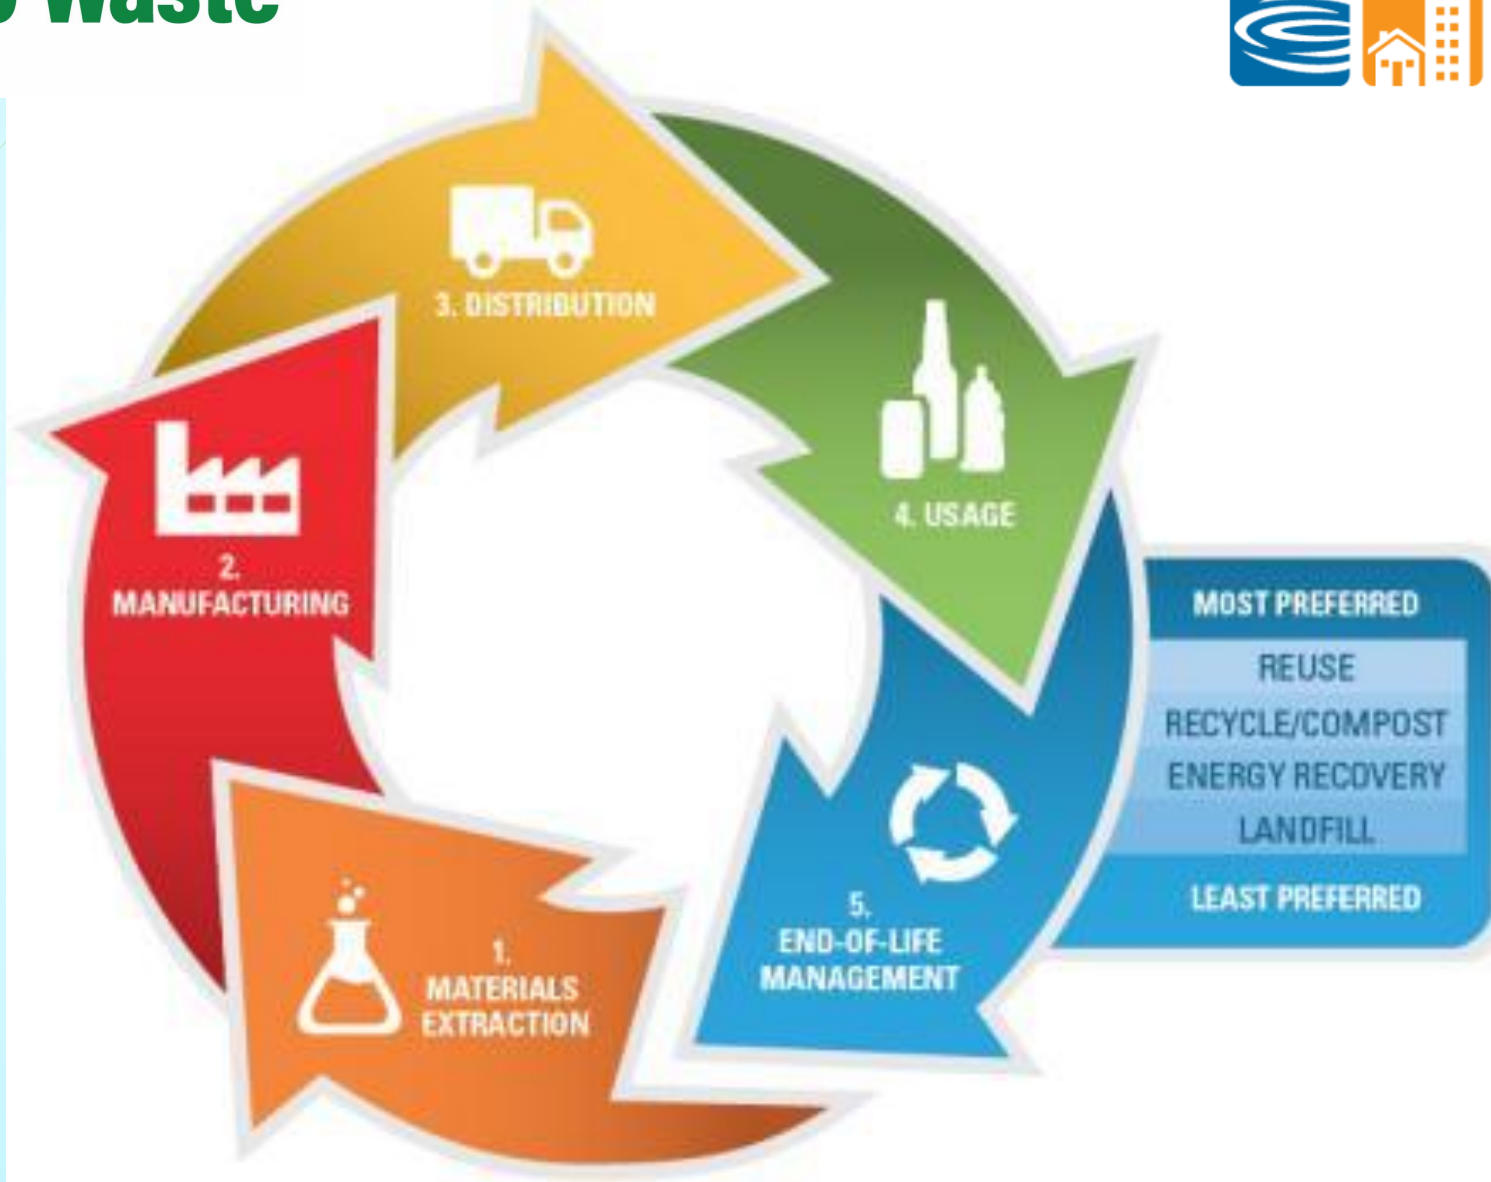 Waste
3. DISTRIBUTION
4. USAGE
2.
MANUFACTURING
MOST PREFERRED
REUSE
RECYCLE/COMPOST
ENERGY RECOVERY
LANDFILL
LEAST PREFERRED
5.
END-OF-LIFE
MANAGEMENT
1.
MATERIALS
EXTRACTION